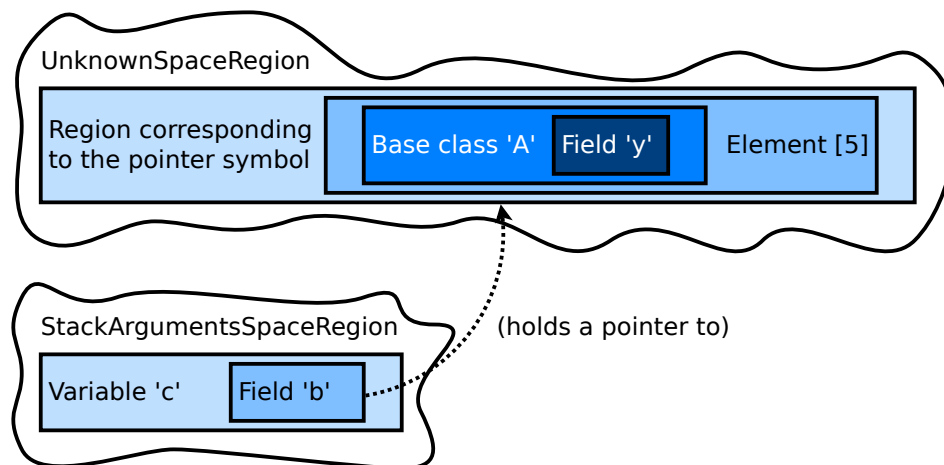 UnknownSpaceRegion
Region corresponding
to the pointer symbol
Base class 'A'
Field 'y'
Element [5]
StackArgumentsSpaceRegion
(holds a pointer to)
Variable 'c'
Field 'b'